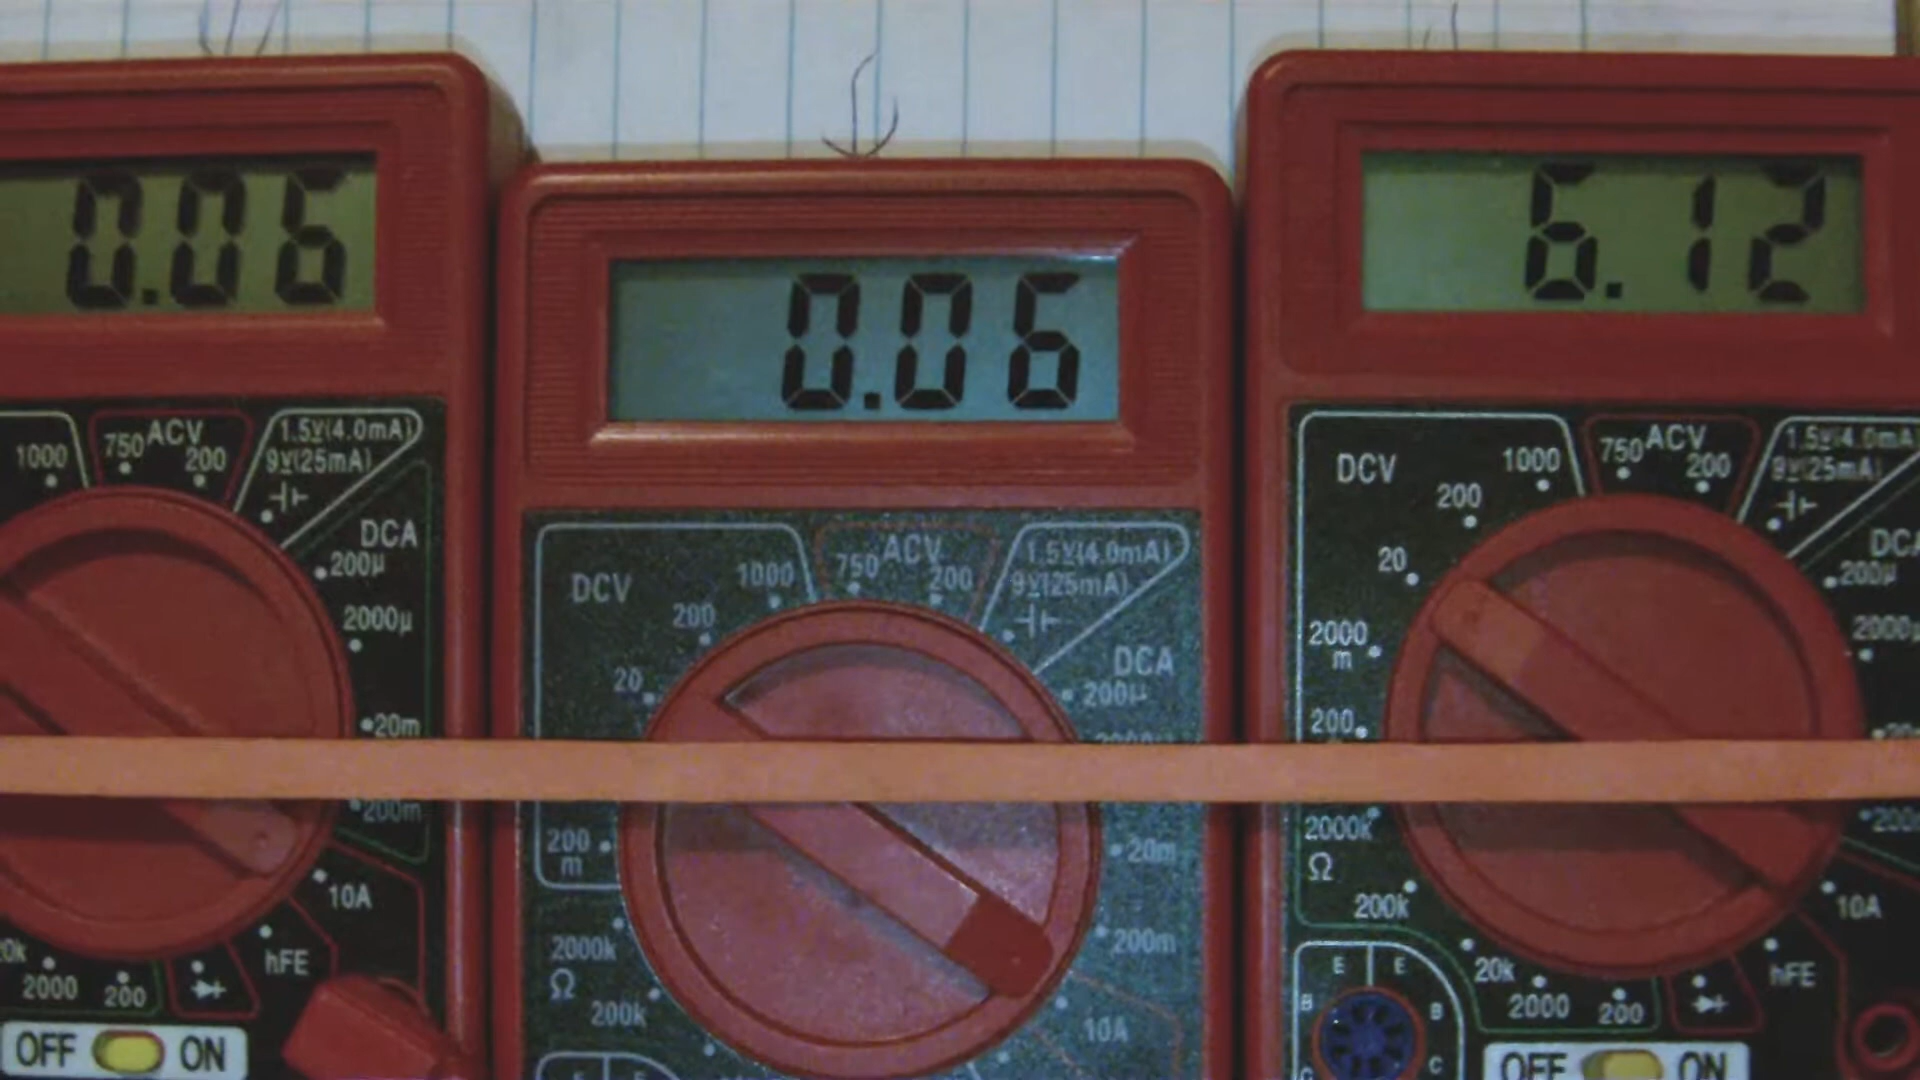 0.06
1000
750 ACV 200
1.5V(4.0mA)
9V(25mA)
DCA
200µ
2000µ
20m
200m
10A
hFE
2000
200
OFF
ON
0.06
DCV
1000
200
20
750 ACV 200
1.5V(4.0mA)
9V(25mA)
DCA
200µ
200
m
20m
200m
2000k
Ω
200k
10A
6.12
DCV
1000
200
20
2000
m
200
750 ACV 200
1.5V(4.0mA
9V(25mA)
200µ
2000µ
2000k
Ω
200k
20k
2000
200
10A
hFE
E
E
B
B
C
OFF
ON